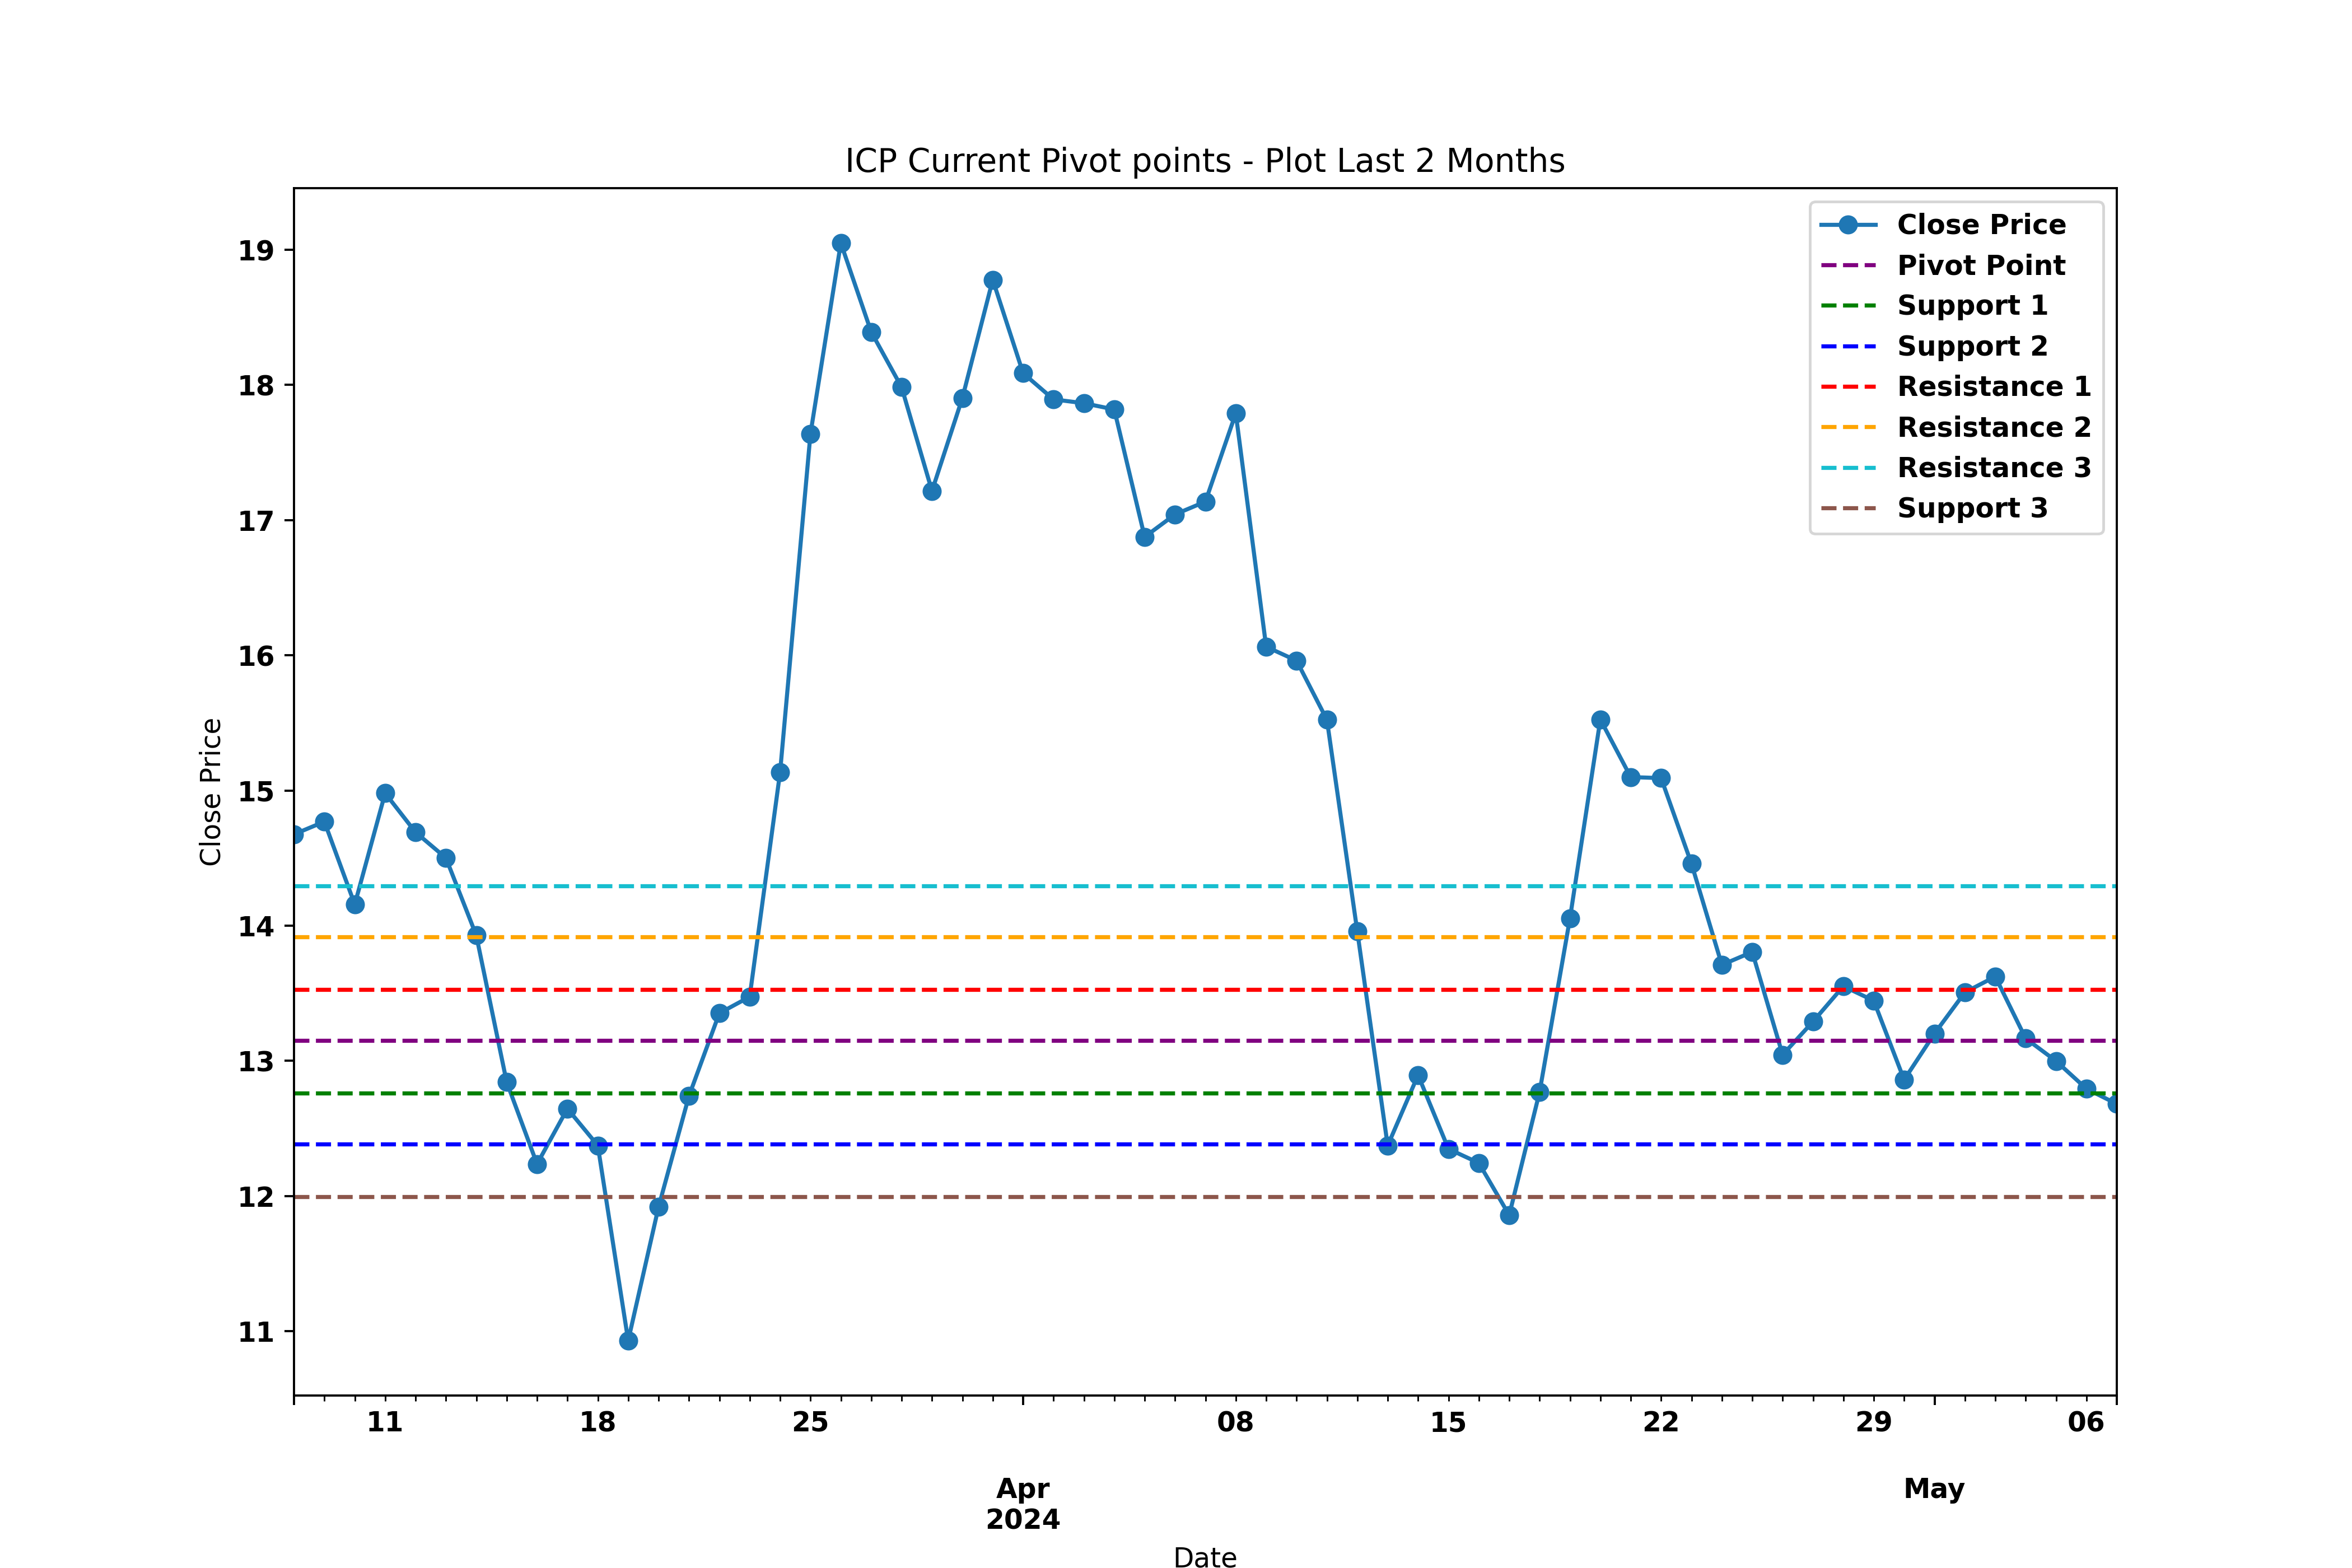 ICP Current Pivot points - Plot Last 2 Months
Close Price
Pivot Point
Support 1
Support 2
Resistance 1
Resistance 2
Resistance 3
Support 3
19
18
17
16
15
14
13
12
11
Close Price
11
18
25
08
15
22
29
06
Apr
2024
May
Date